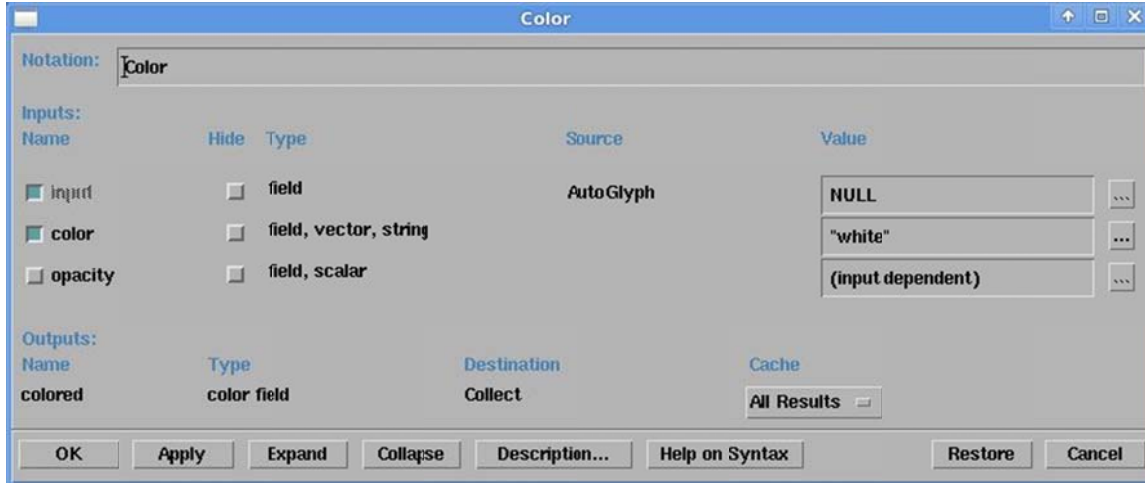 Color
Notation: Color
Inputs:
Name Hide Type Source Value
input field AutoGlyph NULL ...
color field, vector, string "white" ...
opacity field, scalar (input dependent) ...
Outputs:
Name Type Destination Cache
colored color field Collect All Results
OK Apply Expand Collapse Description... Help on Syntax Restore Cancel